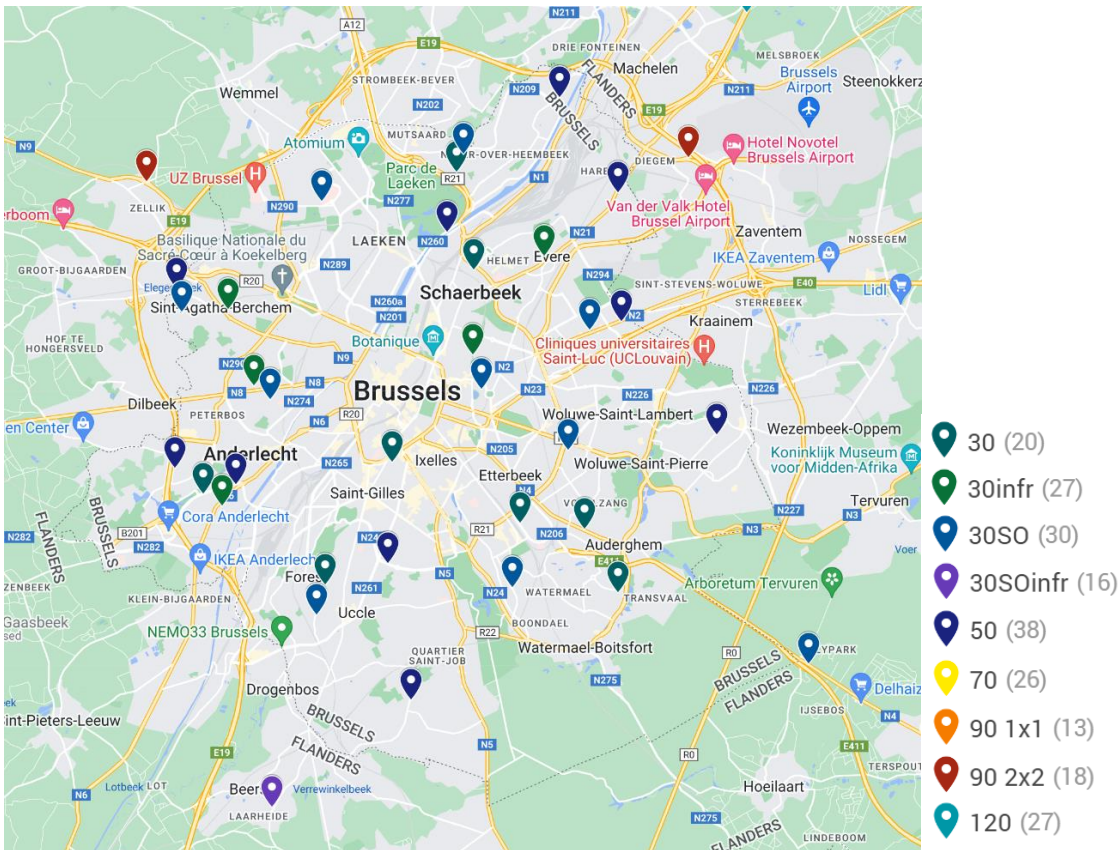 N211
A12
E19
DRIE FONTEINEN
MELSBROEK
Machelen
Brussels
Airport
Steenokkerz
STROMBEEK-BEVER
Wemmel
N209
FLANDERS
BRUSSELS
N211
N202
E19
MUTSAARD
Atomium
N9
DIEGEM
Hotel Novotel
Brussels Airport
UZ Brussel
Parc de
Laeken
R21
N1
ZELLIK
N290
N277
Van der Valk Hotel
Brussel Airport
erboom
E19
LAEKEN
N260
N21
Zaventem
NOSSEGEM
Basilique Nationale du
Sacré-Cœur à Koekelberg
HELMET
Evere
IKEA Zaventem
GROOT-BIJGAARDEN
N289
N294
R20
SINT-STEVENS-WOLUWE
E40
Schaerbeek
Lidl
N260a
STERREBEEK
Sint-Agatha-Berchem
N201
N2
Kraainem
HOF TE
HONGERSVELD
Botanique
Cliniques universitaires
Saint-Luc (UCLouvain)
N9
N290
N2
N8
N8
N23
N226
N226
Dilbeek
N274
Brussels
PETERBOS
R20
Woluwe-Saint-Lambert
en Center
N6
Wezembeek-Oppem
N205
Anderlecht
Ixelles
Koninklijk Museum
voor Midden-Afrika
N265
Etterbeek
Woluwe-Saint-Pierre
Saint-Gilles
N4
Tervuren
BRUSSELS
FLANDERS
Cora Anderlecht
N227
N3
B201
R21
N3
N282
N282
N206
Auderghem
Voer
IKEA Anderlecht
E411
ZENBEEK
N261
N5
Arboretum Tervuren
KLEIN-BIJGAARDEN
N24
WATERMAEL
TRANSVAAL
Gaasbeek
Uccle
BOONDAEL
NEMO33 Brussels
R22
Watermael-Boitsfort
R0
QUARTIER
SAINT-JOB
BRUSSELS
FLANDERS
N275
Delhaiz
Drogenbos
IJSEBOS
N4
int-Pieters-Leeuw
BRUSSELS
FLANDERS
E19
N5
R0
E411
TERSPOUT
Lotbeek
LOT
N6
Verrewinkelbeek
LAARHEIDE
Hoeilaart
N275
FLANDERS
LINDEBOOM
30 (20)
30infr (27)
30SO (30)
30SOinfr (16)
50 (38)
70 (26)
90 1x1 (13)
90 2x2 (18)
120 (27)